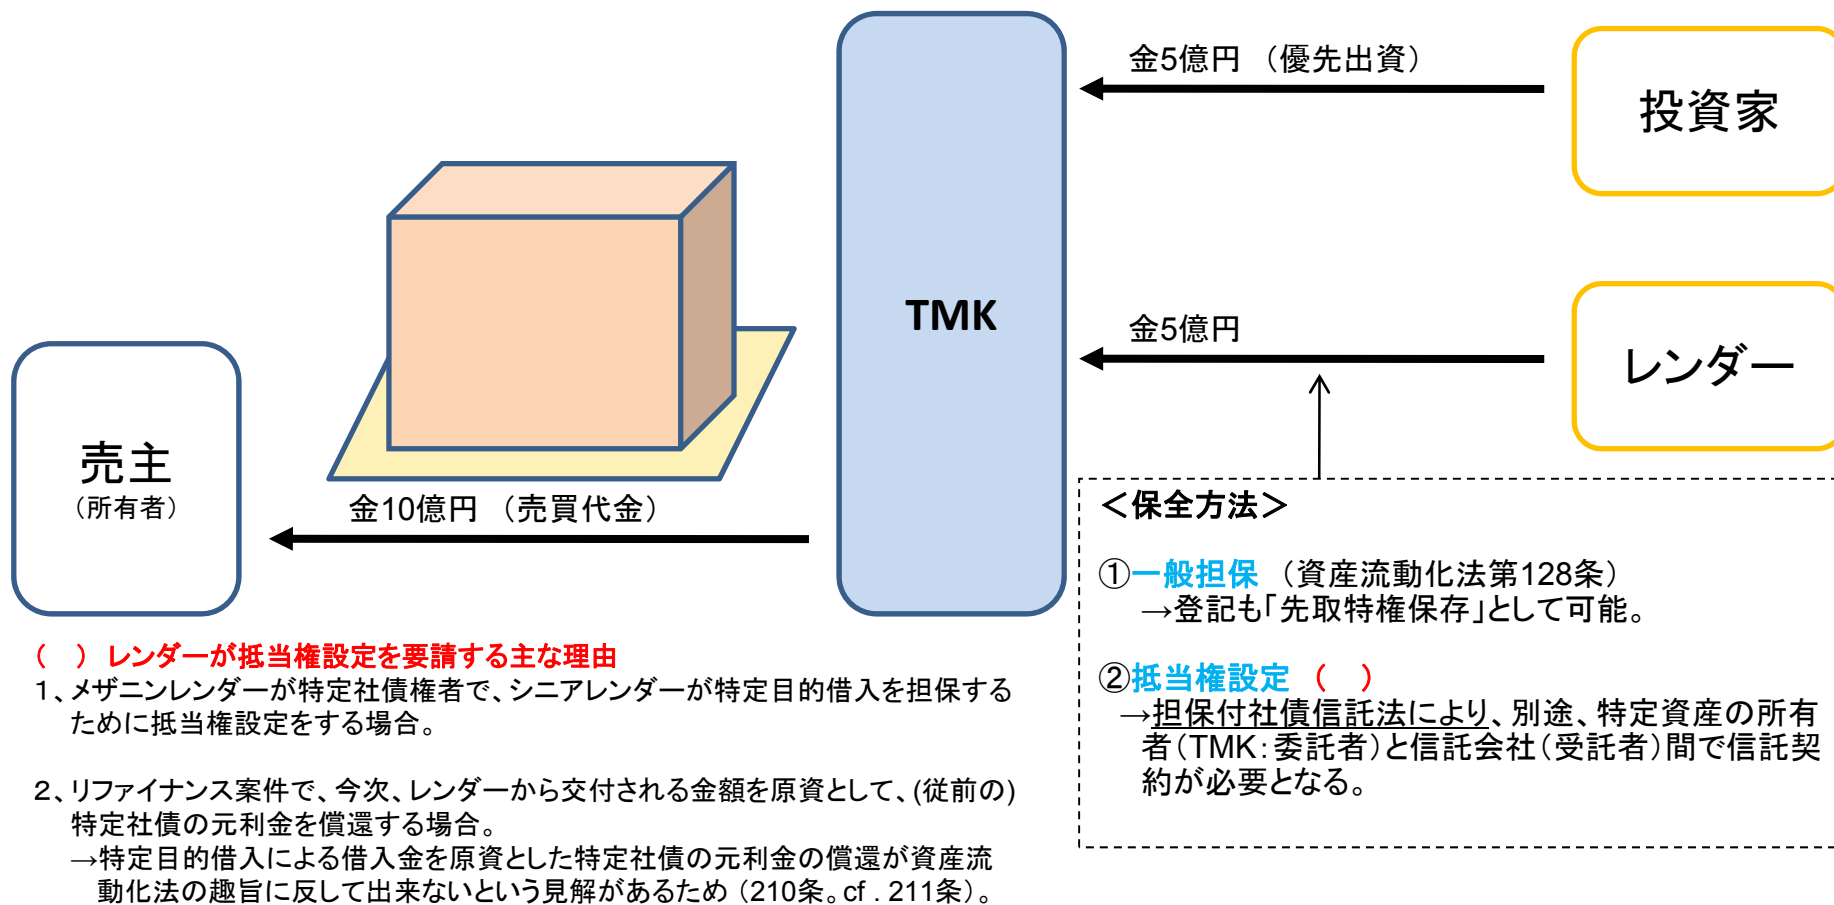 金5億円 （優先出資）
投資家
TMK
金5億円
レンダー
売主
（所有者）
金10億円 （売買代金）
＜保全方法＞
①一般担保 （資産流動化法第128条）
→登記も「先取特権保存」として可能。
②抵当権設定 （　）
→担保付社債信託法により、別途、特定資産の所有
者（TMK：委託者）と信託会社（受託者）間で信託契
約が必要となる。
（　） レンダーが抵当権設定を要請する主な理由
１、メザニンレンダーが特定社債権者で、シニアレンダーが特定目的借入を担保する
ために抵当権設定をする場合。
２、リファイナンス案件で、今次、レンダーから交付される金額を原資として、(従前の)
特定社債の元利金を償還する場合。
→特定目的借入による借入金を原資とした特定社債の元利金の償還が資産流
動化法の趣旨に反して出来ないという見解があるため （210条。cf . 211条）。